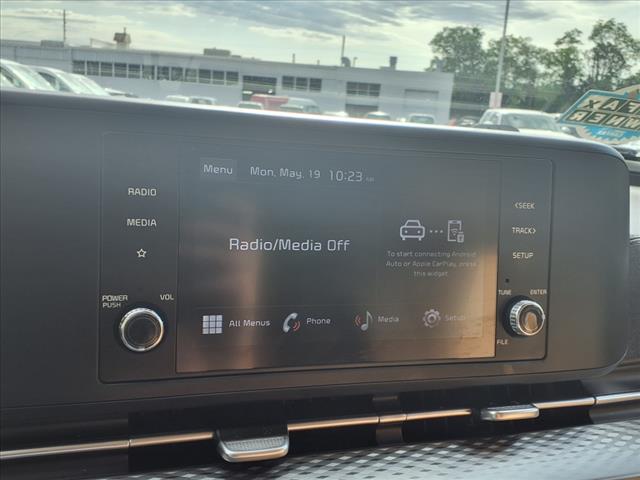 Menu Mon, May. 19 10:23 AM
RADIO
MEDIA
Radio/Media Off
To start connecting Android
Auto or Apple CarPlay, press
this widget.
<SEEK
TRACK>
SETUP
POWER
PUSH
VOL
All Menus
Phone
Media
Setup
TUNE
ENTER
FILE